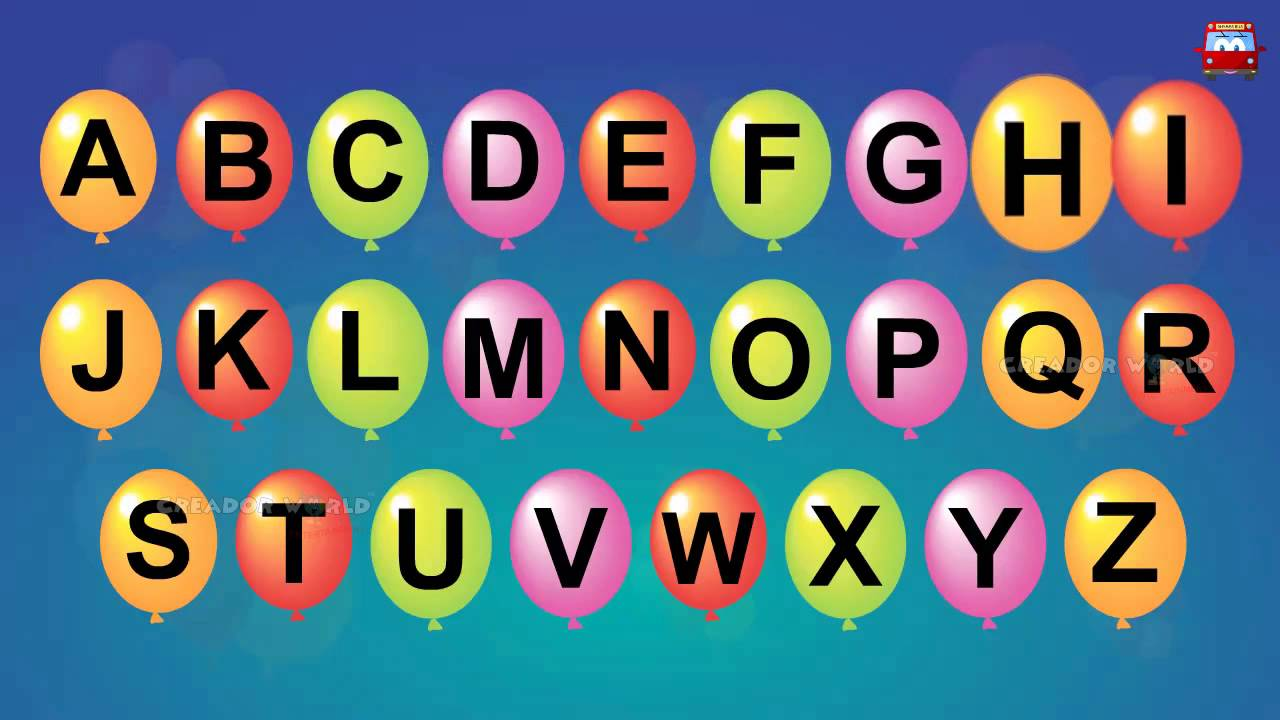 A B C D E F G H I
J K L M N O P Q R
CREADOR WORLD
S T U V W X Y Z
CREADOR WORLD